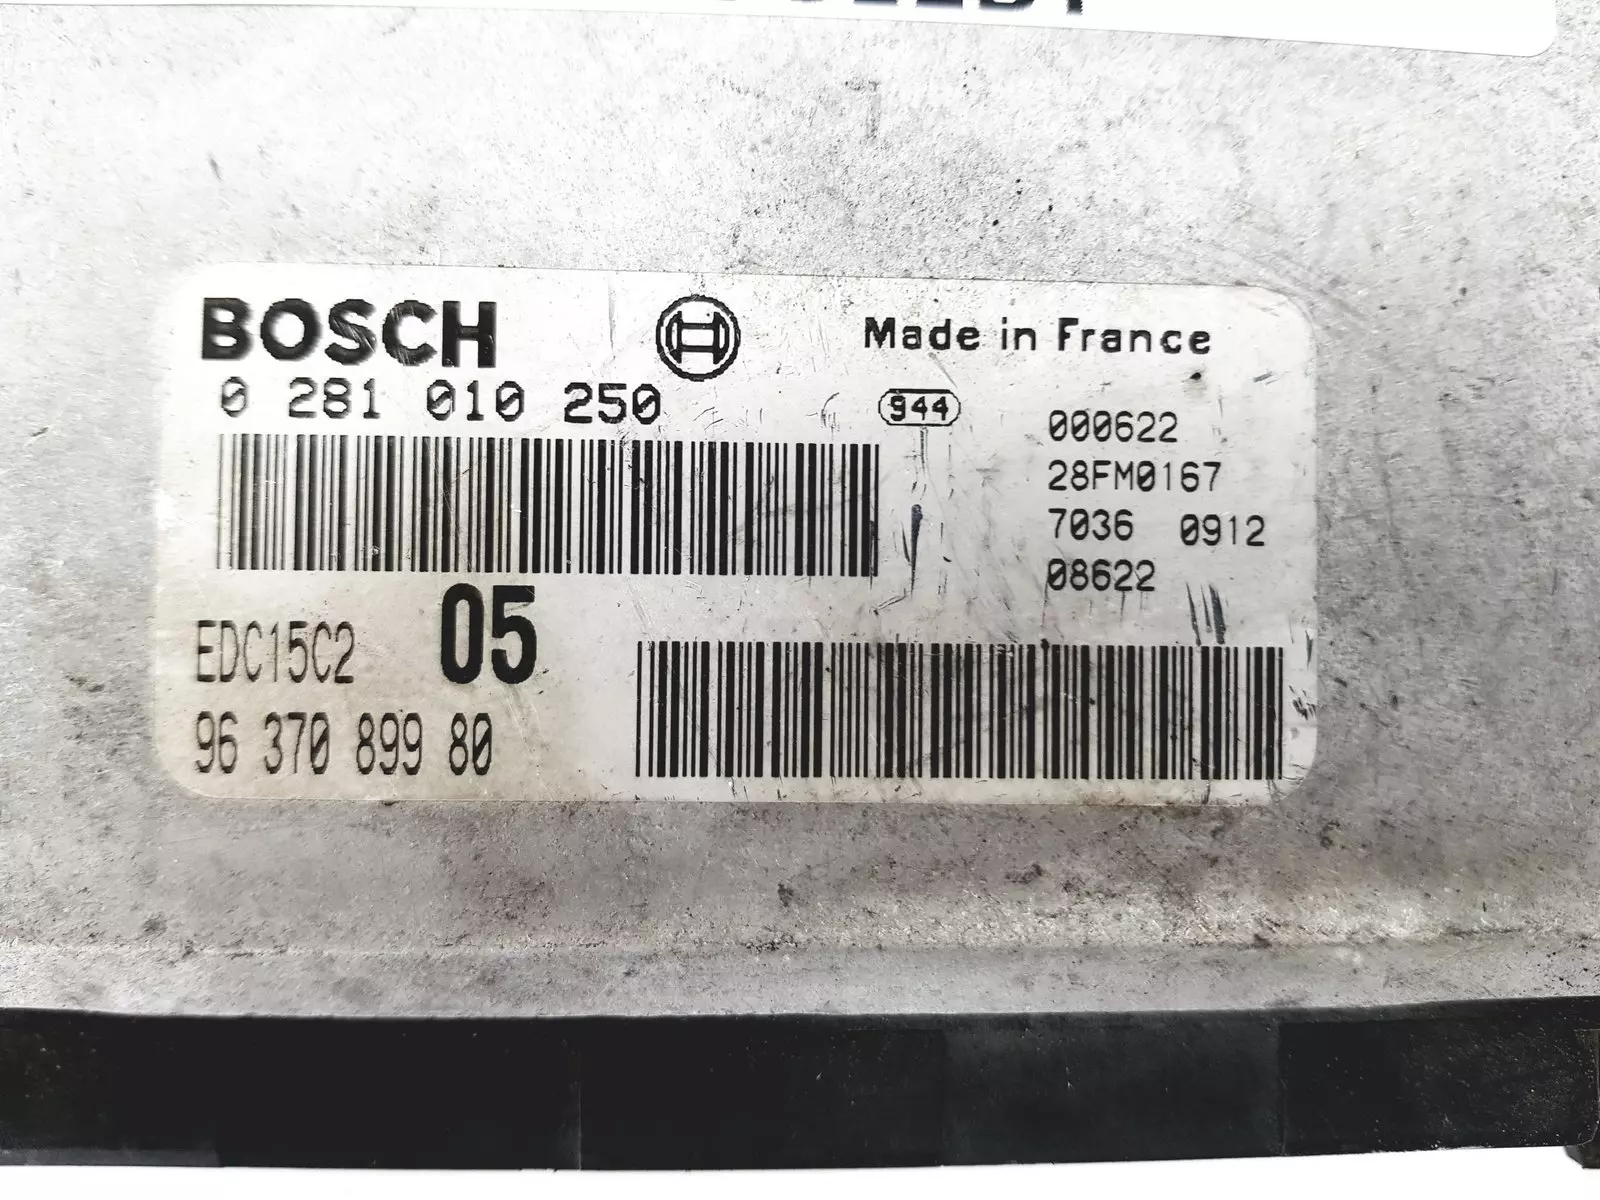 BOSCH
Made in France
0 281 010 250
944
000622
28FM0167
7036 0912
08622
EDC15C2
05
96 370 899 80